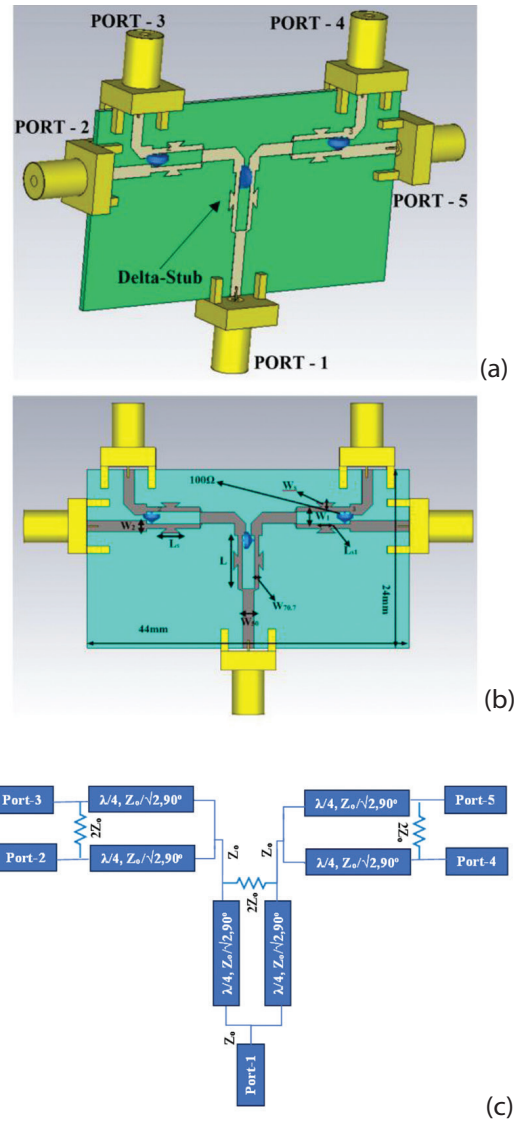 PORT - 3
PORT - 4
PORT - 2
PORT - 5
Delta-Stub
PORT - 1
(a)
100Ω
W₂
W₁
L
W₇₀.₇
W₅₀
44mm
24mm
(b)
Port-3
λ/4, Zₒ/√2,90º
λ/4, Zₒ/√2,90º
Port-5
2Zₒ
2Zₒ
Port-2
λ/4, Zₒ/√2,90º
Zₒ
Zₒ
λ/4, Zₒ/√2,90º
Port-4
2Zₒ
λ/4, Zₒ/√2,90º
λ/4, Zₒ/√2,90º
Zₒ
Port-1
(c)